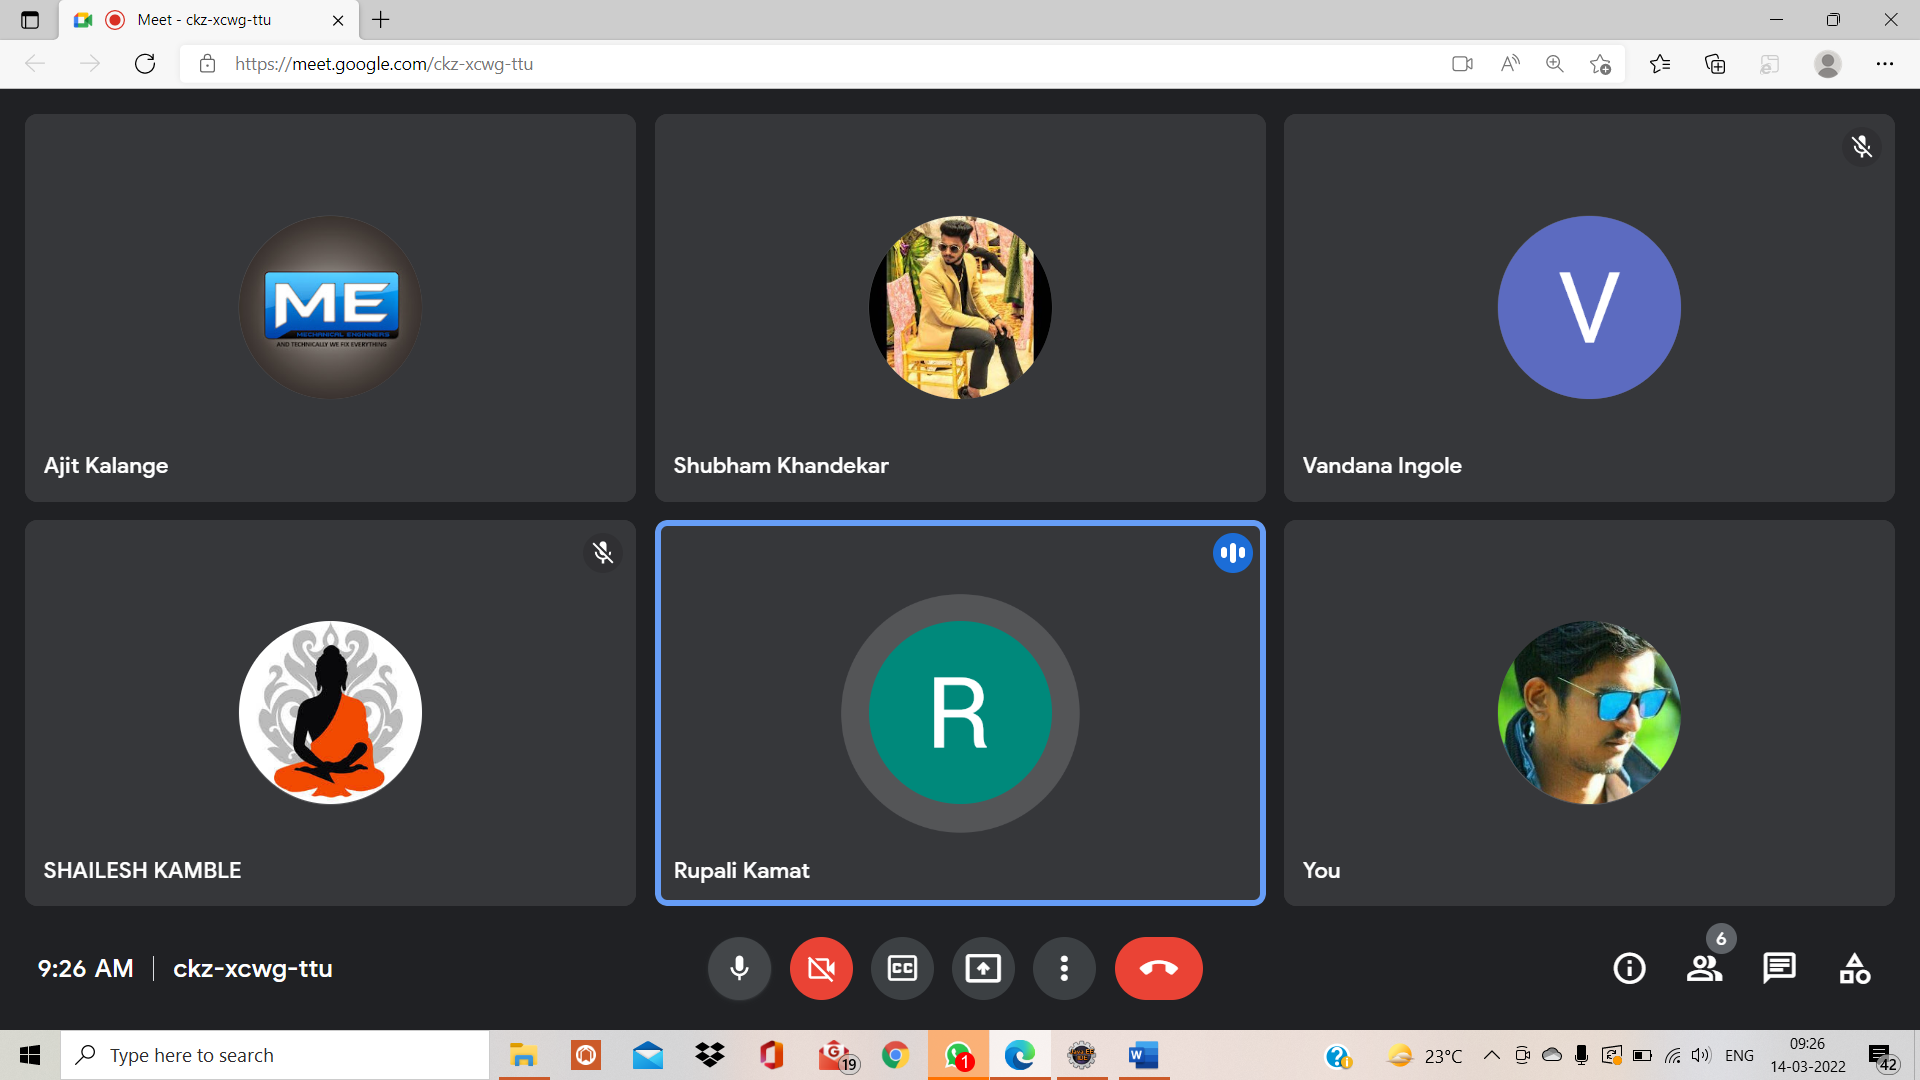 Meet - ckz-xcwg-ttu
https://meet.google.com/ckz-xcwg-ttu
ME
MECHANICAL ENGINEERS
AND TECHNICALLY WE FIX EVERYTHING
V
Ajit Kalange
Shubham Khandekar
Vandana Ingole
R
SHAILESH KAMBLE
Rupali Kamat
You
9:26 AM
ckz-xcwg-ttu
CC
6
Type here to search
G
19
1
W
23°C
ENG
09:26
14-03-2022
42